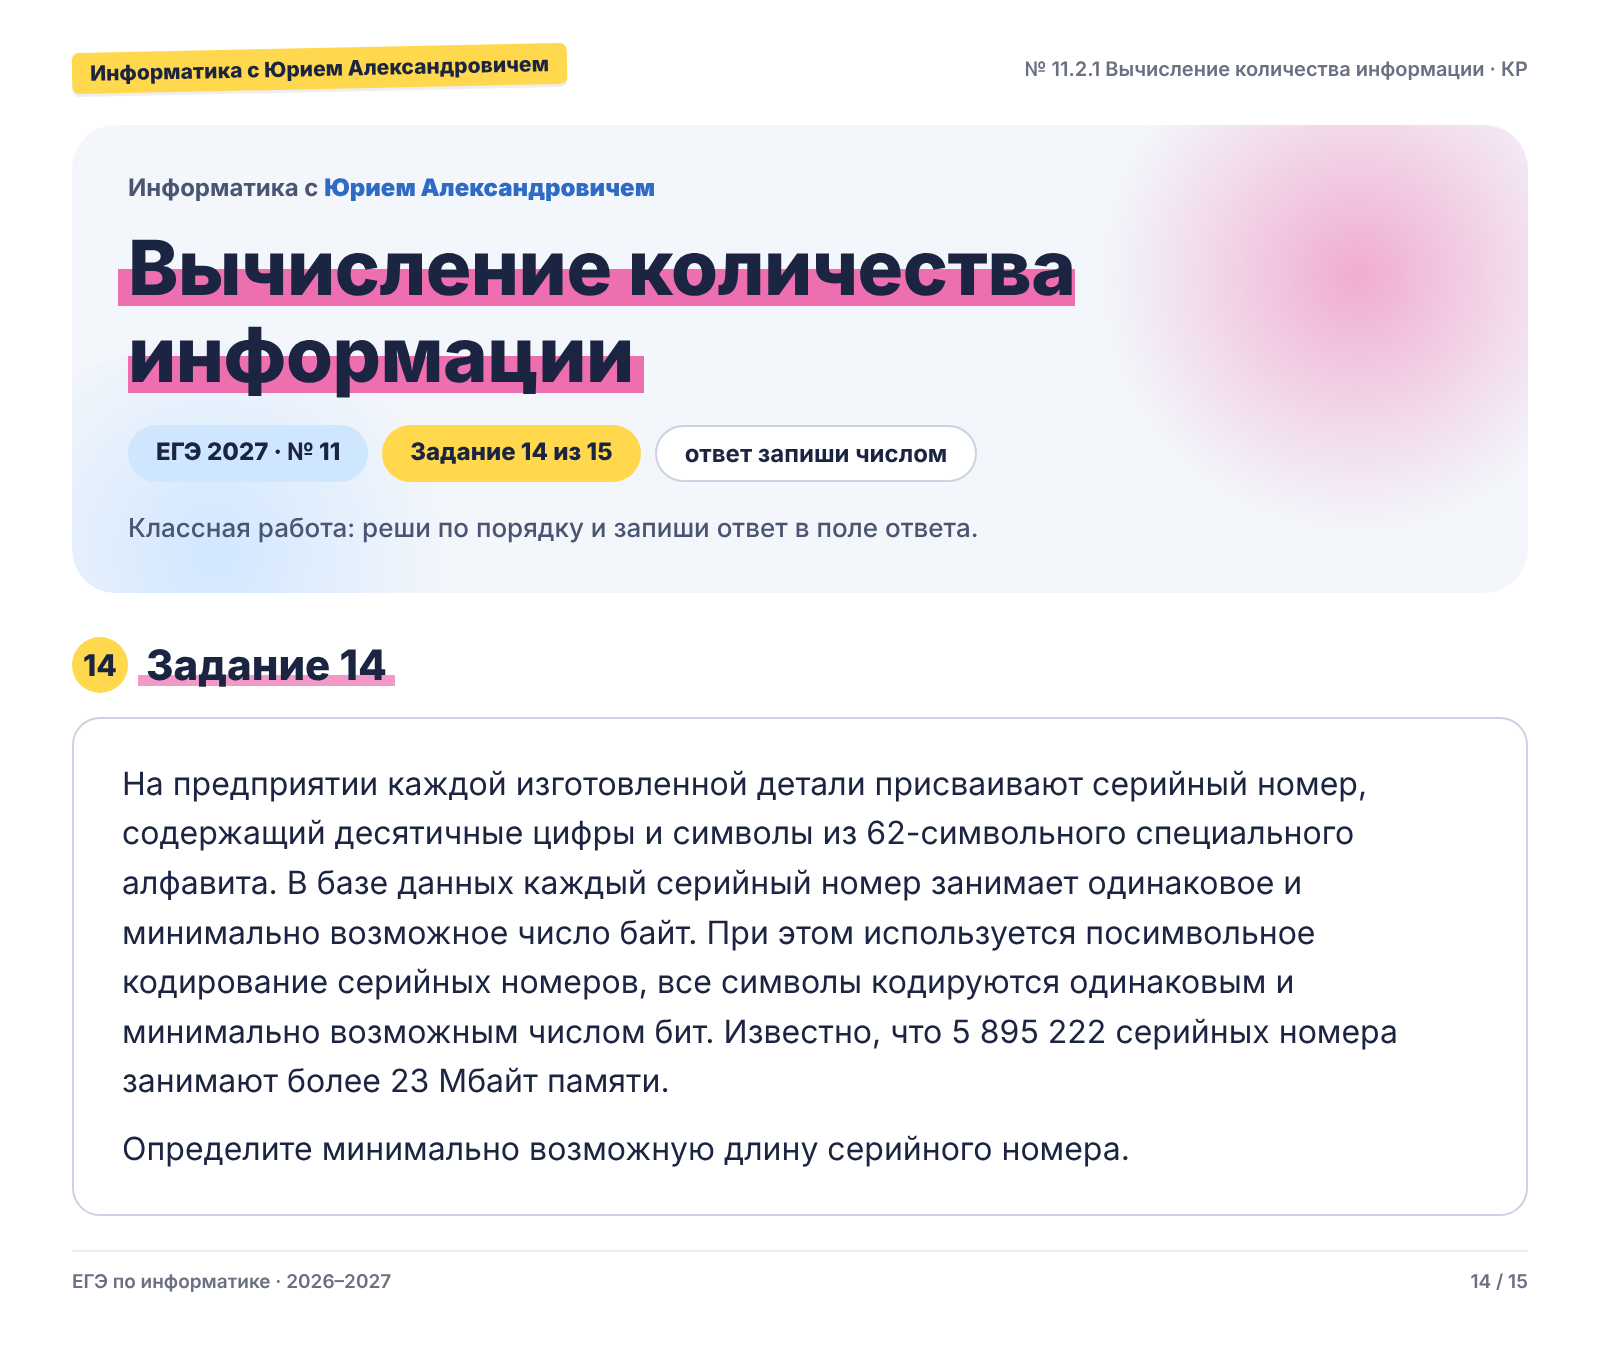 Информатика с Юрием Александровичем
№ 11.2.1 Вычисление количества информации · КР
Информатика с Юрием Александровичем
Вычисление количества
информации
ЕГЭ 2027 · № 11
Задание 14 из 15
ответ запиши числом
Классная работа: реши по порядку и запиши ответ в поле ответа.
14 Задание 14
На предприятии каждой изготовленной детали присваивают серийный номер,
содержащий десятичные цифры и символы из 62-символьного специального
алфавита. В базе данных каждый серийный номер занимает одинаковое и
минимально возможное число байт. При этом используется посимвольное
кодирование серийных номеров, все символы кодируются одинаковым и
минимально возможным числом бит. Известно, что 5 895 222 серийных номера
занимают более 23 Мбайт памяти.
Определите минимально возможную длину серийного номера.
ЕГЭ по информатике · 2026–2027
14 / 15